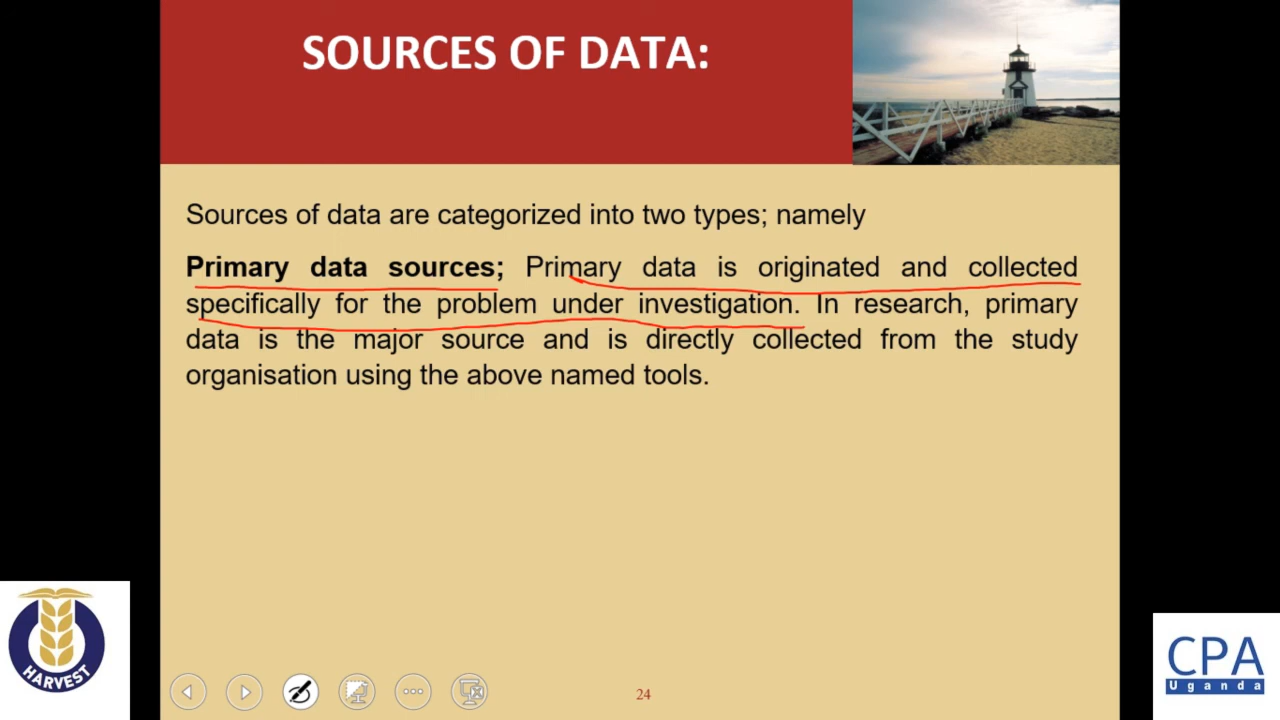 SOURCES OF DATA:
Sources of data are categorized into two types; namely
Primary data sources; Primary data is originated and collected
specifically for the problem under investigation. In research, primary
data is the major source and is directly collected from the study
organisation using the above named tools.
HARVEST
24
CPA
Uganda